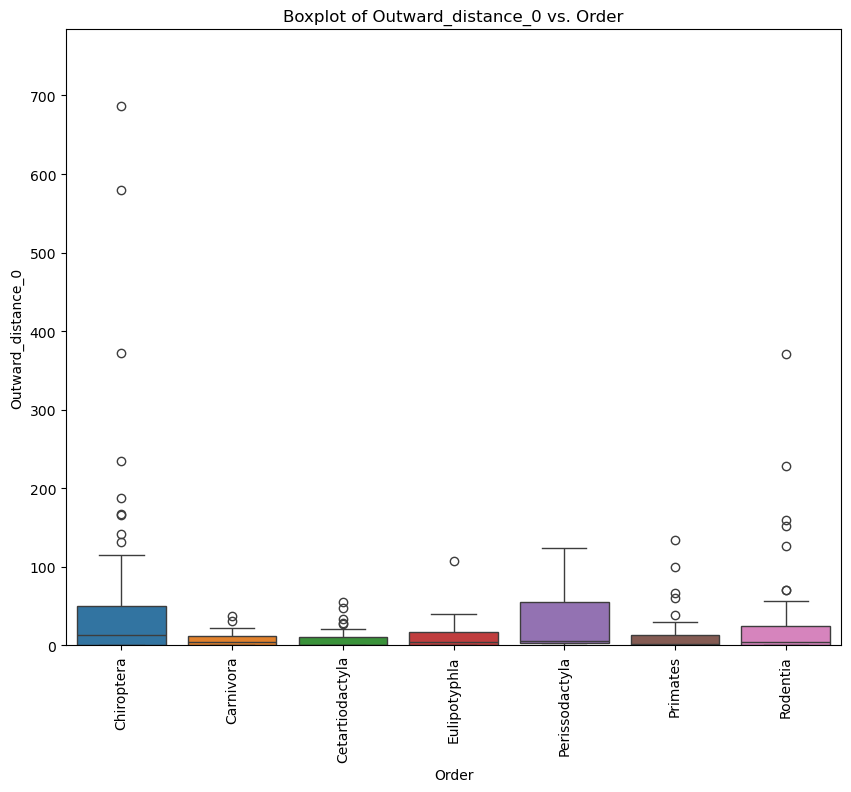 Boxplot of Outward_distance_0 vs. Order
Outward_distance_0
700
600
500
400
300
200
100
0
Chiroptera
Carnivora
Cetartiodactyla
Eulipotyphla
Perissodactyla
Primates
Rodentia
Order